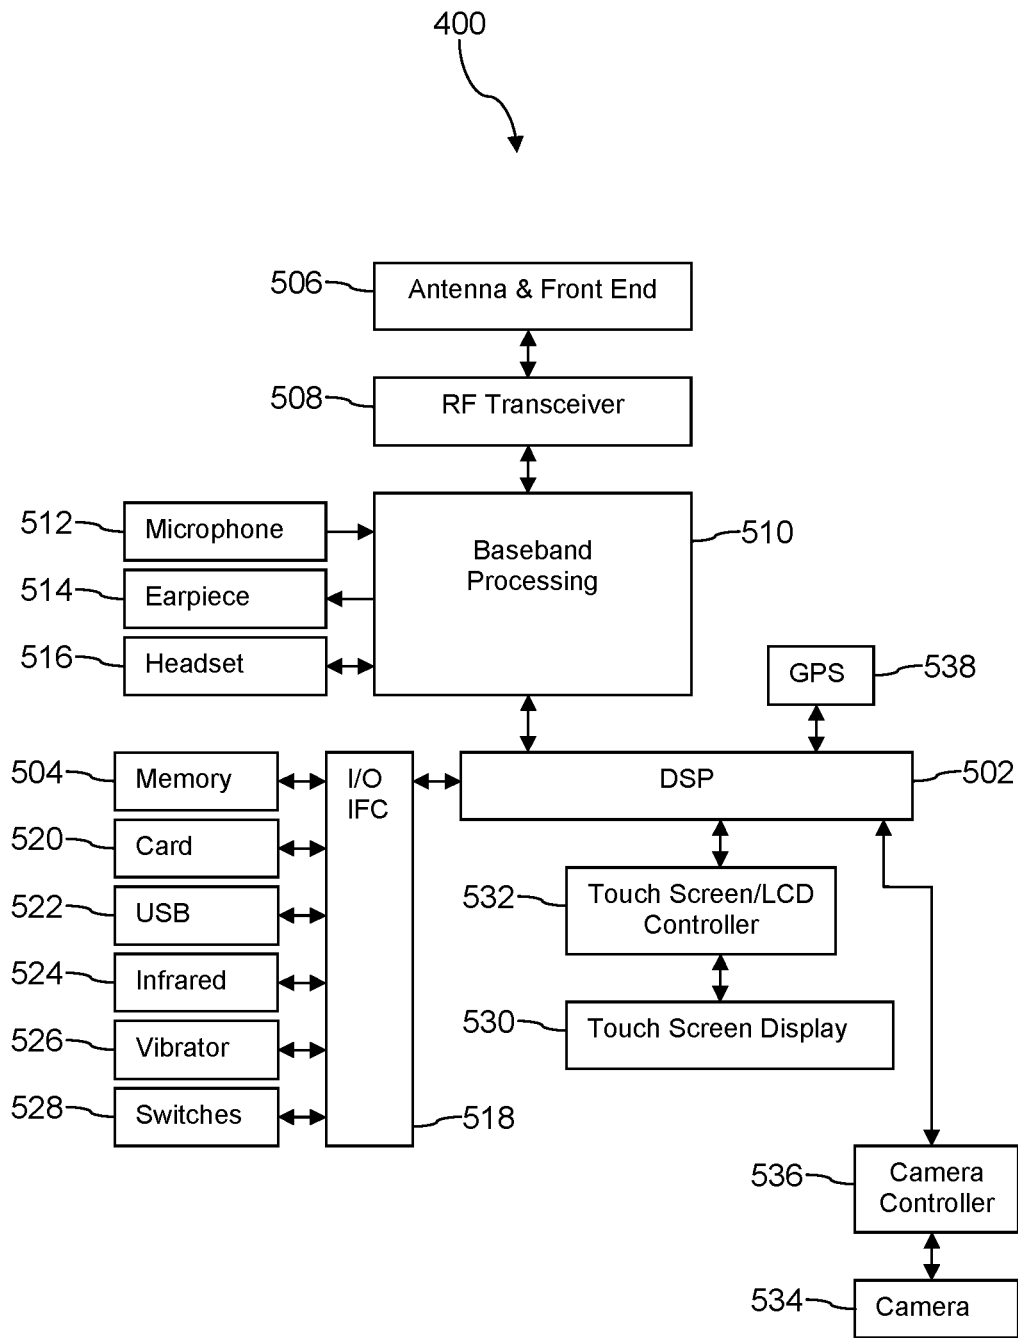 400
506
Antenna & Front End
508
RF Transceiver
512
Microphone
Baseband
Processing
510
514
Earpiece
516
Headset
GPS
538
504
Memory
I/O
IFC
DSP
502
520
Card
522
USB
532
Touch Screen/LCD
Controller
524
Infrared
526
Vibrator
530
Touch Screen Display
528
Switches
518
536
Camera
Controller
534
Camera